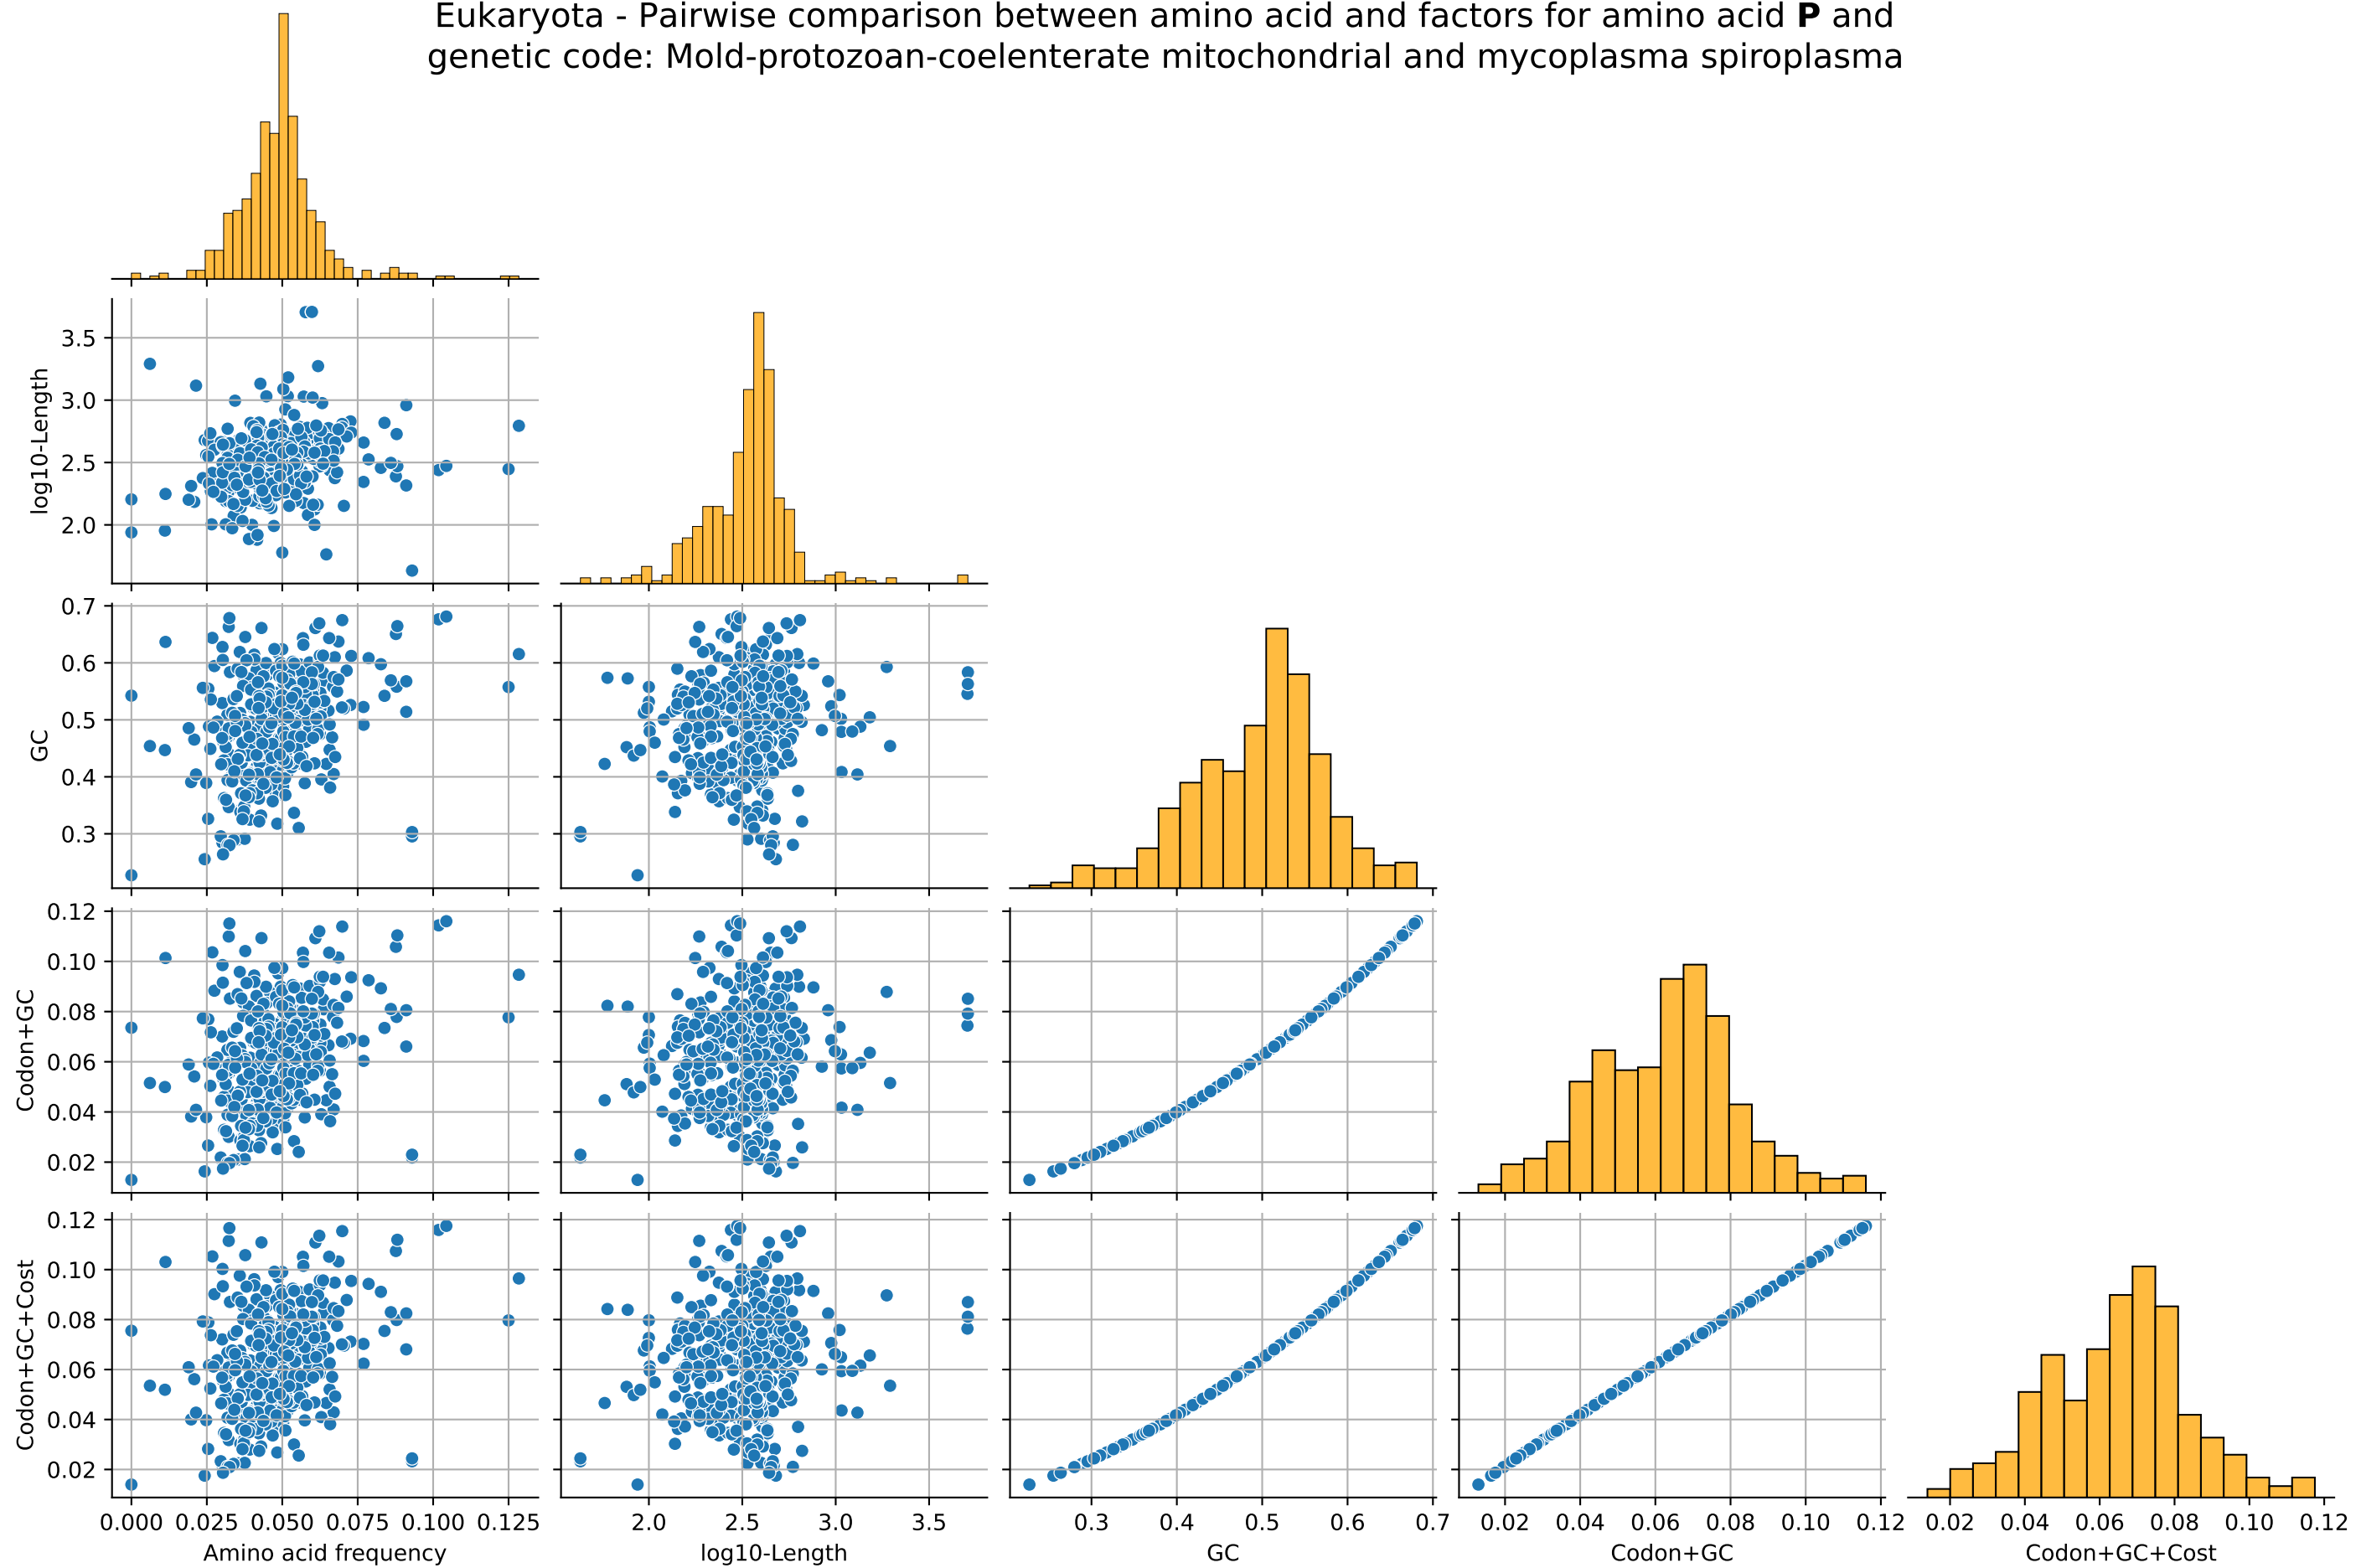 Eukaryota - Pairwise comparison between amino acid and factors for amino acid P and
genetic code: Mold-protozoan-coelenterate mitochondrial and mycoplasma spiroplasma
3.5
3.0
2.5
2.0
log10-Length
0.7
0.6
0.5
0.4
0.3
GC
0.12
0.10
0.08
0.06
0.04
0.02
Codon+GC
0.12
0.10
0.08
0.06
0.04
0.02
Codon+GC+Cost
0.000 0.025 0.050 0.075 0.100 0.125
Amino acid frequency
2.0 2.5 3.0 3.5
log10-Length
0.3 0.4 0.5 0.6 0.7
GC
0.02 0.04 0.06 0.08 0.10 0.12
Codon+GC
0.02 0.04 0.06 0.08 0.10 0.12
Codon+GC+Cost